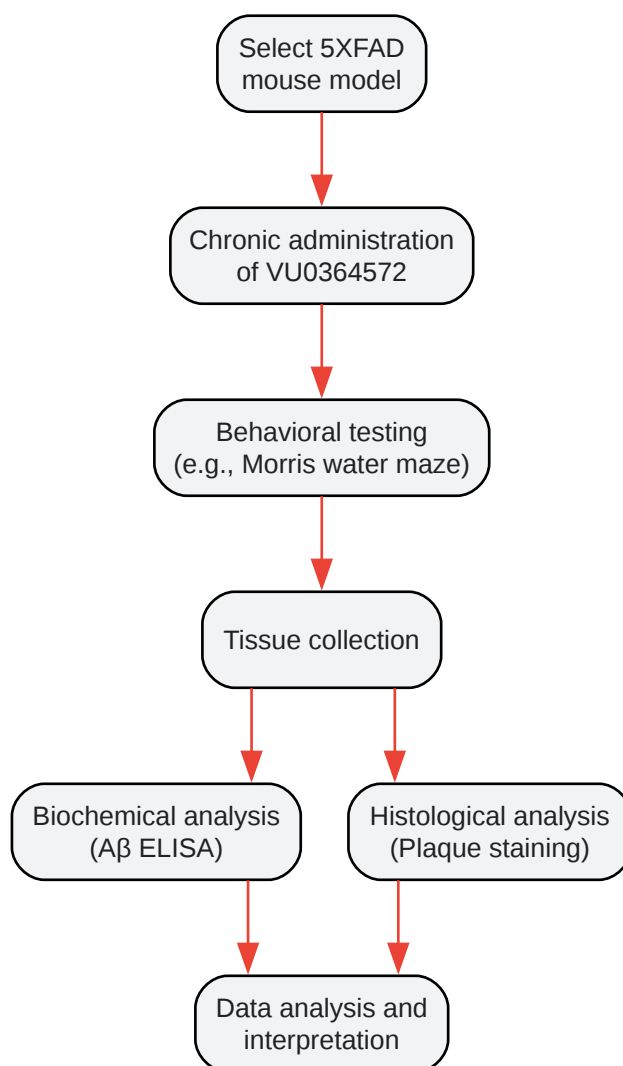 Select 5XFAD
mouse model
Chronic administration
of VU0364572
Behavioral testing
(e.g., Morris water maze)
Tissue collection
Biochemical analysis
(Aβ ELISA)
Histological analysis
(Plaque staining)
Data analysis and
interpretation